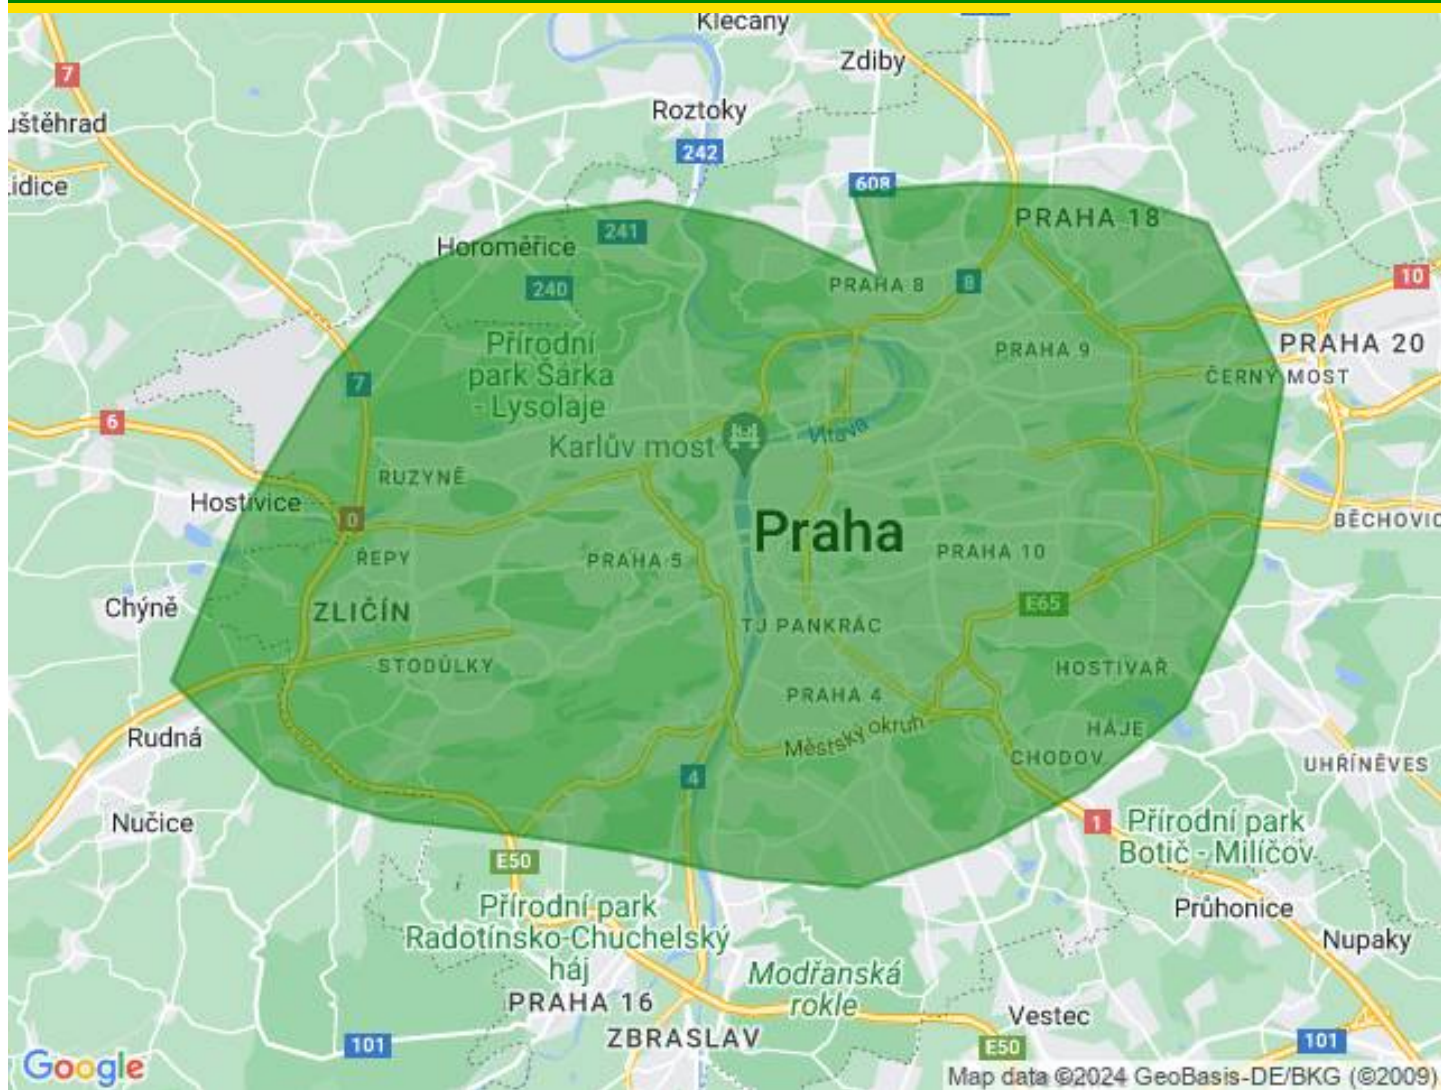 Klecany
Zdiby
7
Roztoky
uštěhrad
242
Lidice
608
PRAHA 18
241
Horoměřice
10
240
PRAHA 8
8
Přírodní
park Šárka
- Lysolaje
PRAHA 9
PRAHA 20
7
ČERNÝ MOST
6
Karlův most
Vltava
RUZYNĚ
Hostivice
0
Praha
BĚCHOVIC
ŘEPY
PRAHA 5
PRAHA 10
Chýně
ZLIČÍN
E65
TJ PANKRÁC
STODŮLKY
HOSTIVAŘ
PRAHA 4
Rudná
Městský okruh
HÁJE
CHODOV
UHŘÍNĚVES
4
Nučice
1
Přírodní park
Botič - Milíčov
E50
Přírodní park
Radotínsko-Chuchelský
háj
Průhonice
Nupaky
Modřanská
rokle
PRAHA 16
Vestec
ZBRASLAV
101
E50
101
Google
Map data ©2024 GeoBasis-DE/BKG (©2009)